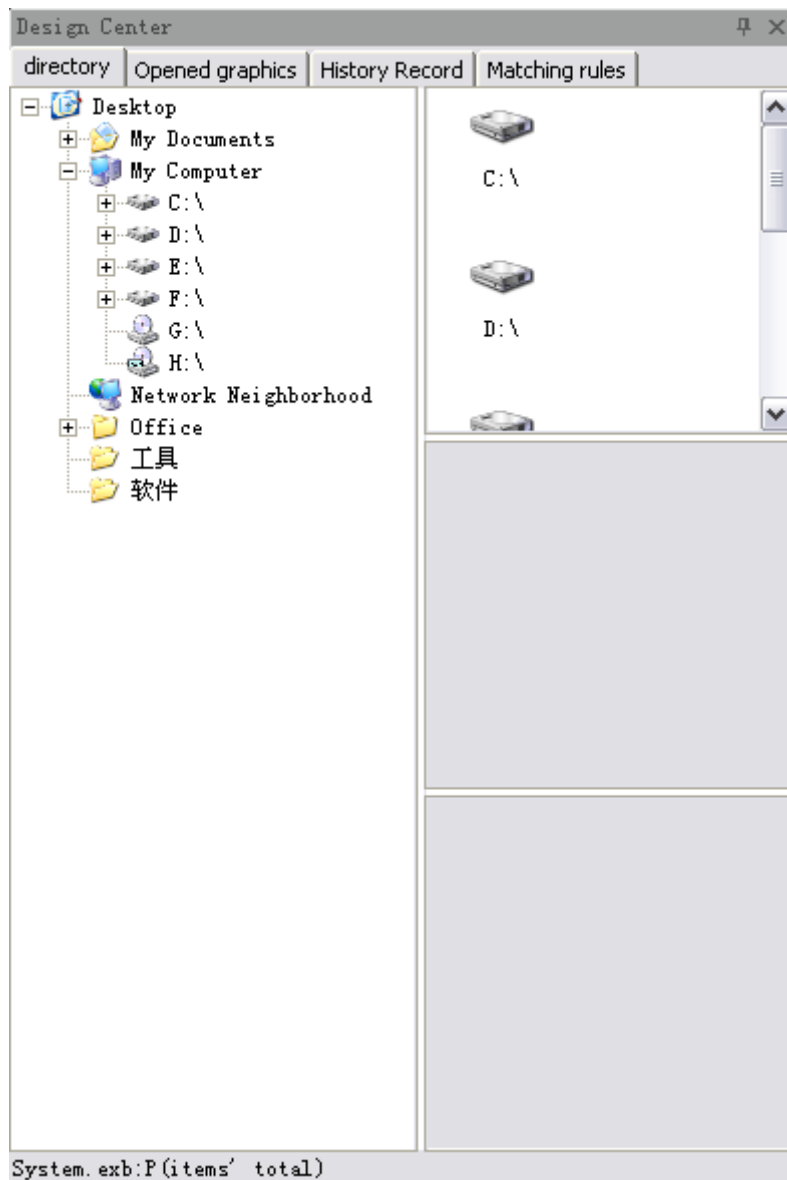 Design Center
directory Opened graphics History Record Matching rules
Desktop
My Documents
My Computer
C:\
D:\
E:\
F:\
G:\
H:\
Network Neighborhood
Office
工具
软件
C:\
D:\
System.exb:P(items' total)